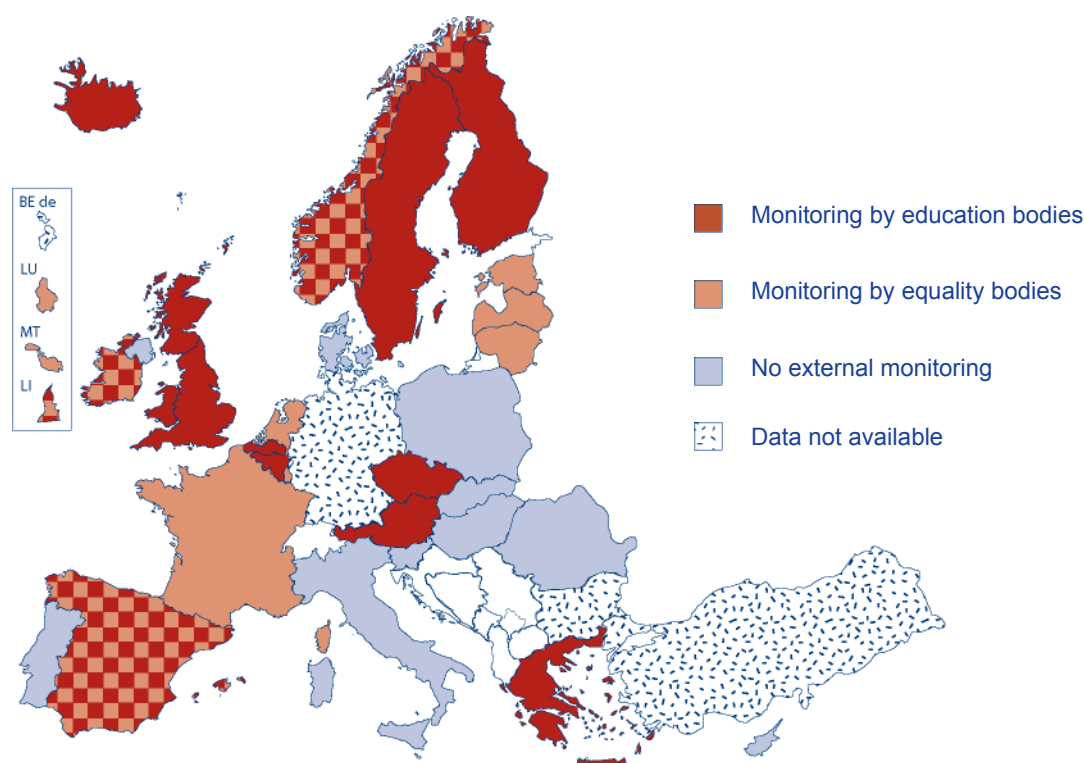 BE de
LU
MT
LI
Monitoring by education bodies
Monitoring by equality bodies
No external monitoring
Data not available